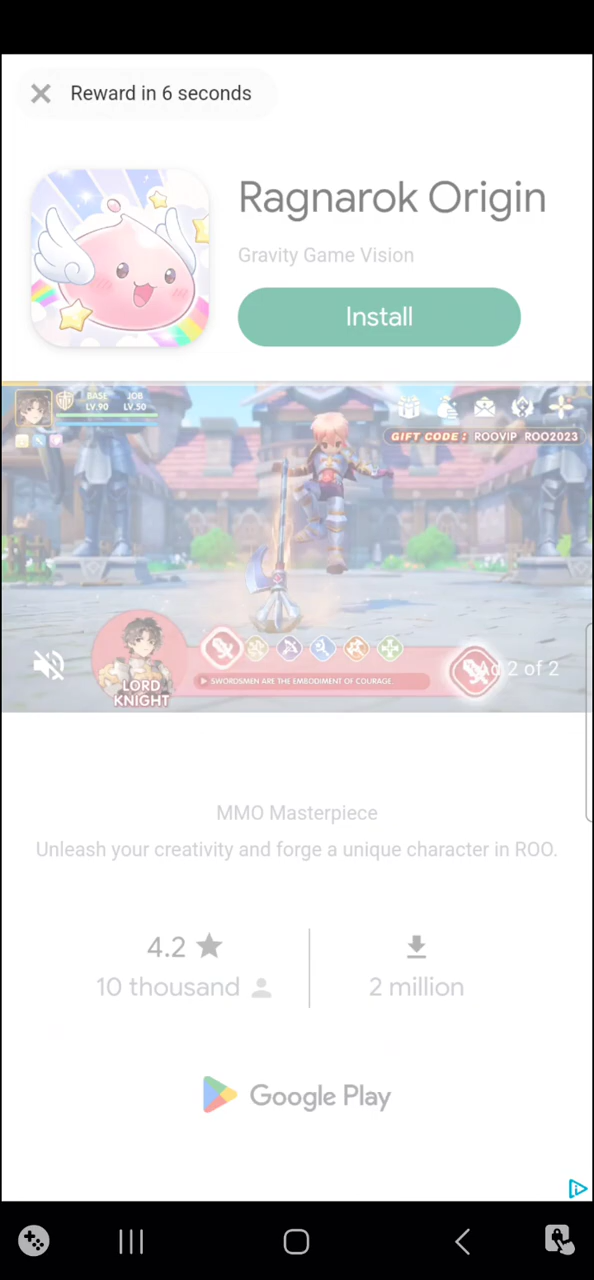 Reward in 6 seconds
Ragnarok Origin
Gravity Game Vision
Install
BASE JOB
LV.90 LV.50
GIFT CODE : ROOVIP ROO2023
Ad 2 of 2
SWORDSMEN ARE THE EMBODIMENT OF COURAGE.
LORD
KNIGHT
MMO Masterpiece
Unleash your creativity and forge a unique character in ROO.
4.2
10 thousand
2 million
Google Play